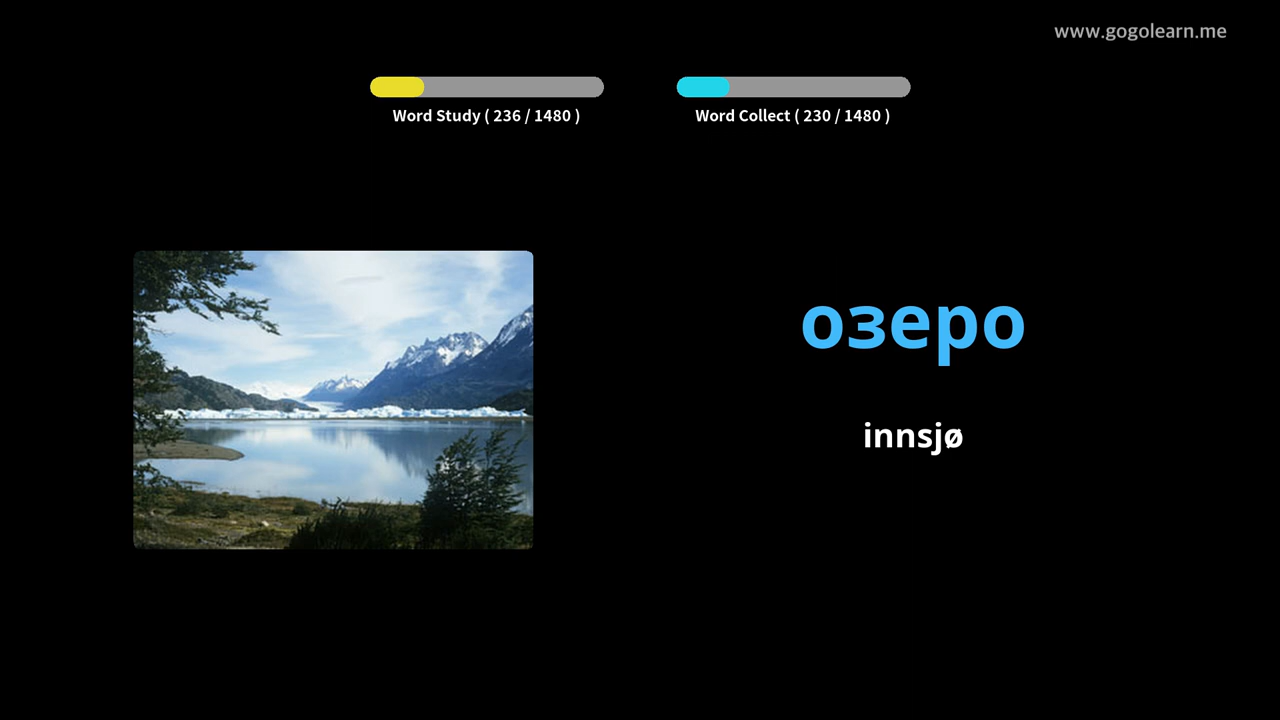 www.gogolearn.me
Word Study ( 236 / 1480 )
Word Collect ( 230 / 1480 )
озеро
innsjø